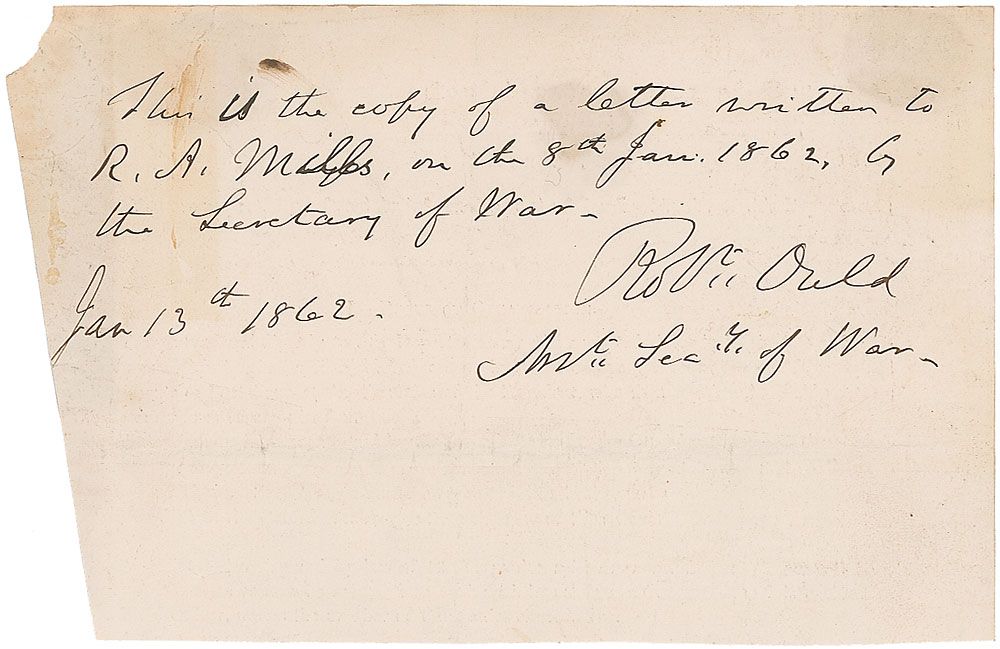 This is the copy of a letter written to
R. A. Mills, on the 8th Jan. 1862, by
the Secretary of War-
Robt Ould
Jan 13th 1862.
Asst Secy. of War-